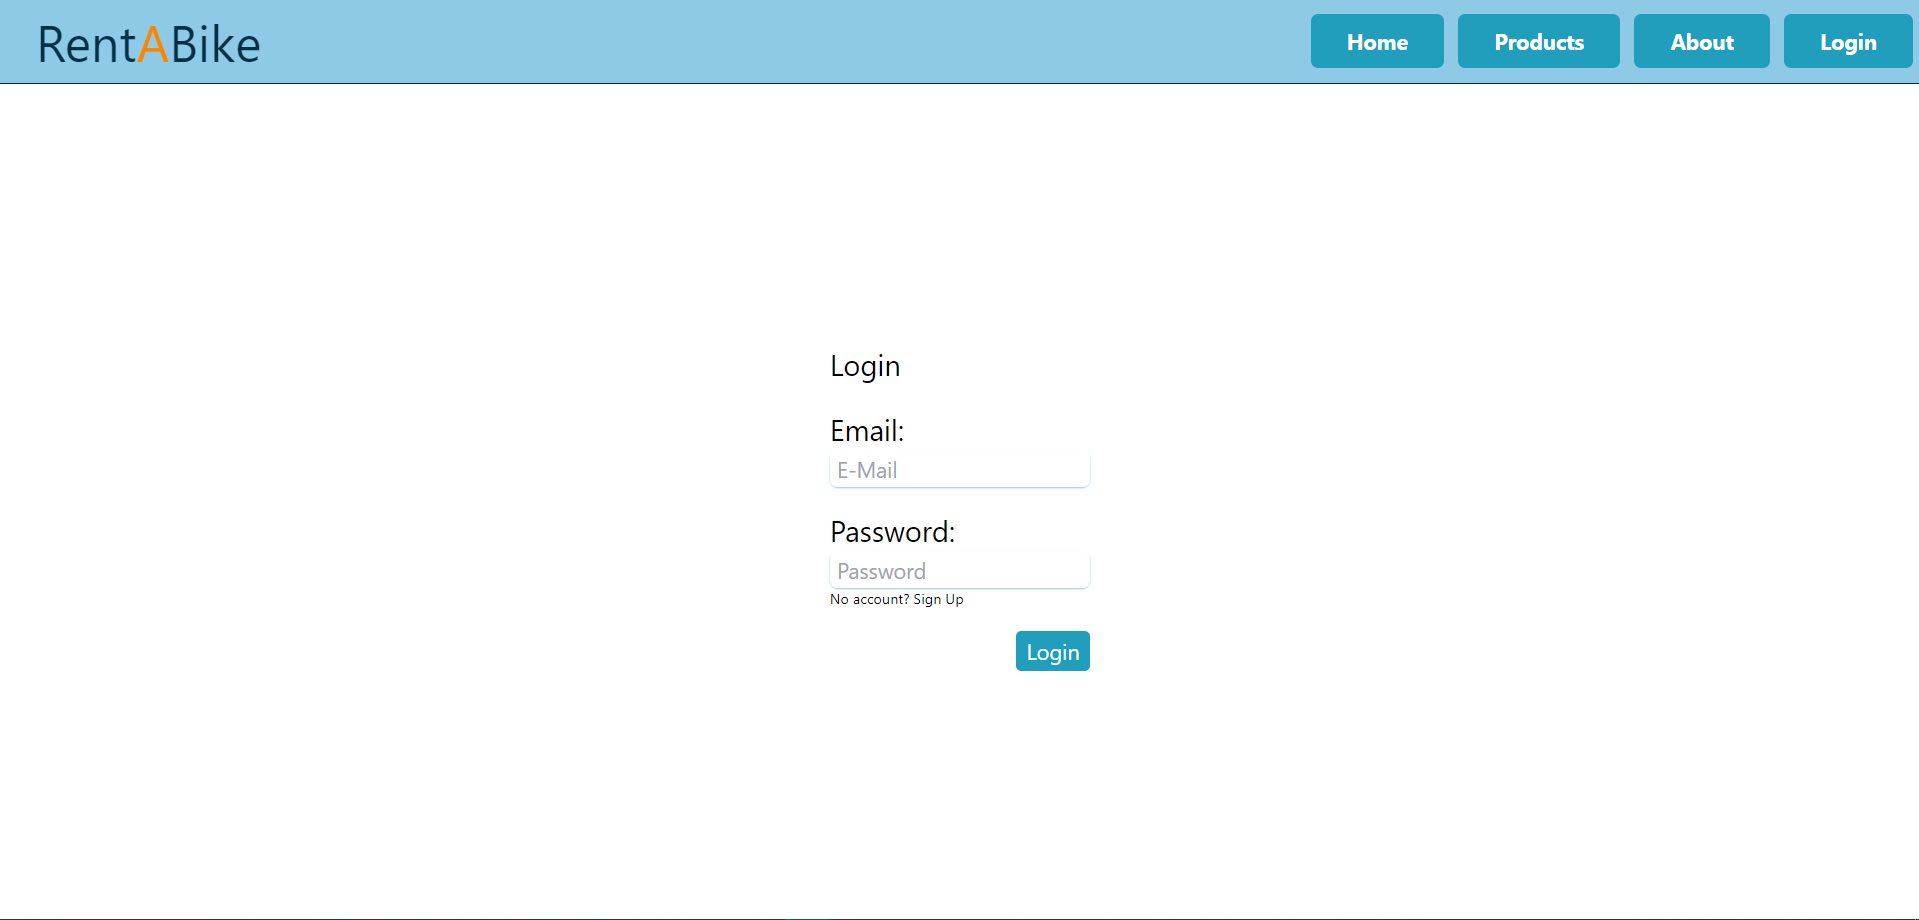 RentABike
Home Products About Login
Login
Email:
E-Mail
Password:
Password
No account? Sign Up
Login